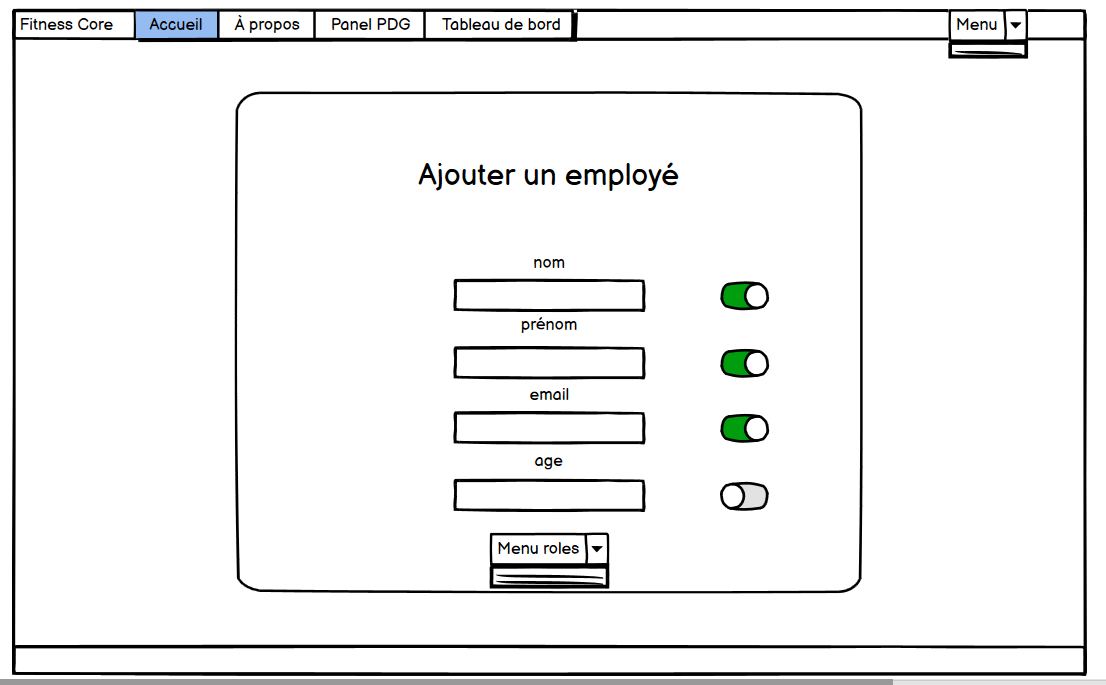 Fitness Core Accueil À propos Panel PDG Tableau de bord Menu
Ajouter un employé
nom
prénom
email
age
Menu roles